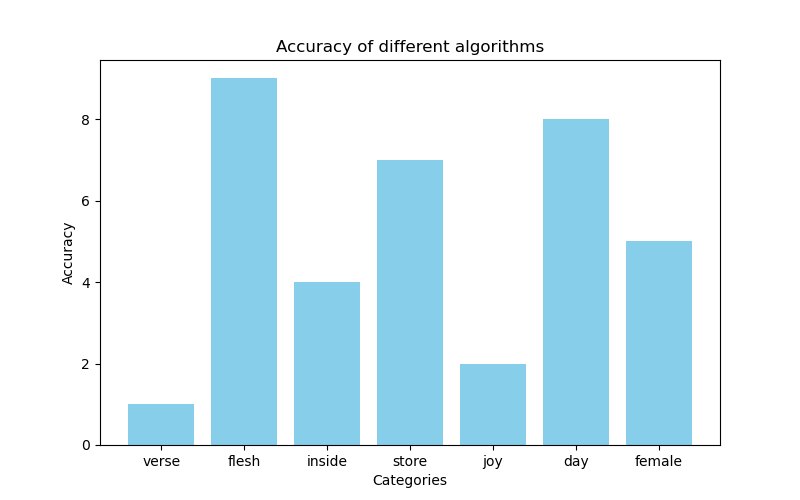 Accuracy of different algorithms
8
6
4
2
0
Accuracy
verse flesh inside store joy day female
Categories